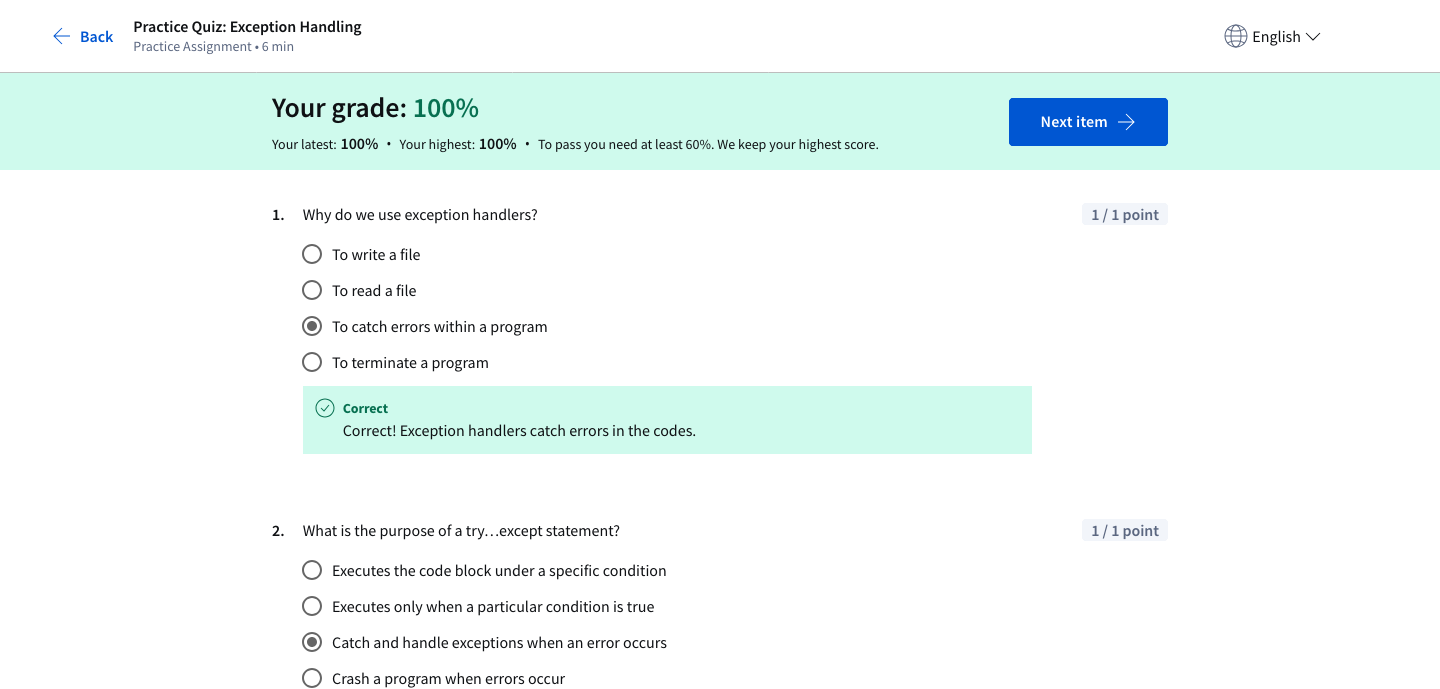 Back
Practice Quiz: Exception Handling
Practice Assignment • 6 min
English
Your grade: 100%
Your latest: 100% • Your highest: 100% • To pass you need at least 60%. We keep your highest score.
Next item
1. Why do we use exception handlers?
1 / 1 point
To write a file
To read a file
To catch errors within a program
To terminate a program
Correct
Correct! Exception handlers catch errors in the codes.
2. What is the purpose of a try…except statement?
1 / 1 point
Executes the code block under a specific condition
Executes only when a particular condition is true
Catch and handle exceptions when an error occurs
Crash a program when errors occur